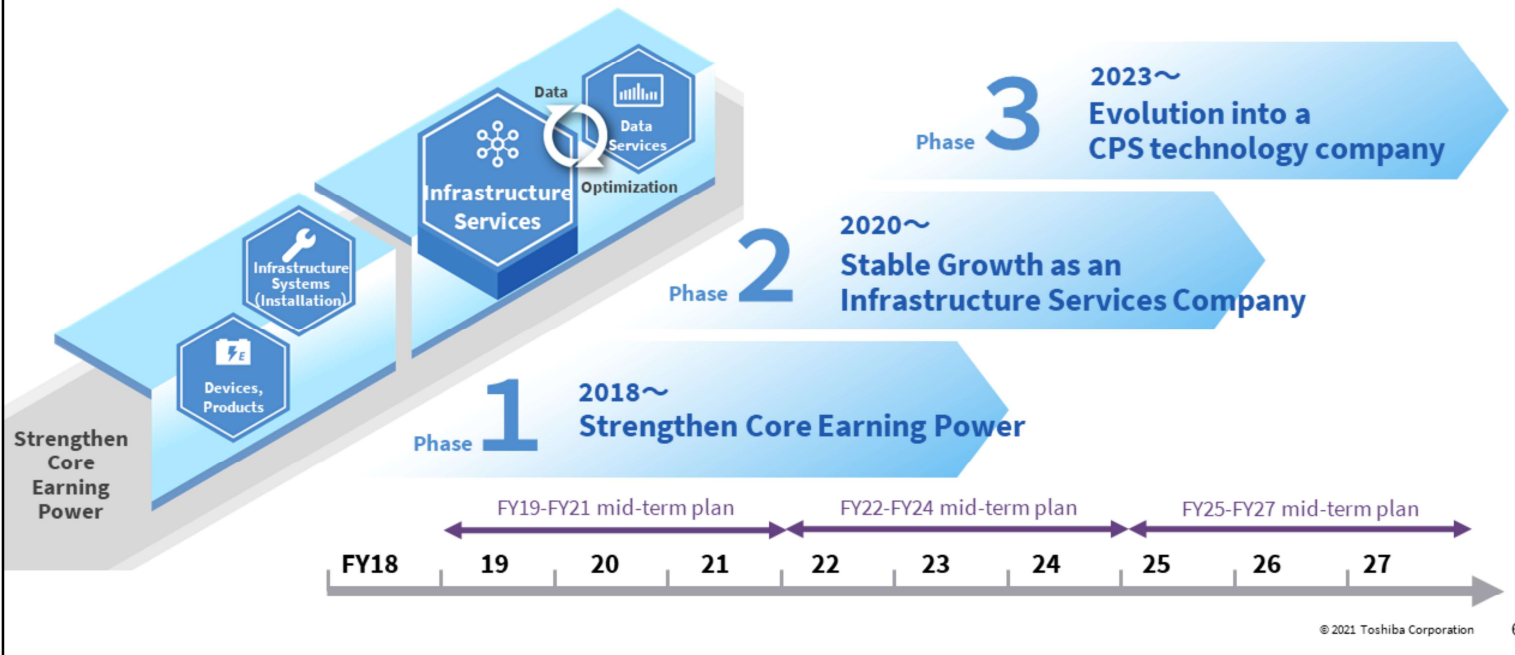 Data
Data
Services
Optimization
Infrastructure
Services
Infrastructure
Systems
(Installation)
E
Devices,
Products
Strengthen
Core
Earning
Power
Phase 3
2023～
Evolution into a
CPS technology company
Phase 2
2020～
Stable Growth as an
Infrastructure Services Company
Phase 1
2018～
Strengthen Core Earning Power
FY19-FY21 mid-term plan FY22-FY24 mid-term plan FY25-FY27 mid-term plan
FY18 19 20 21 22 23 24 25 26 27
© 2021 Toshiba Corporation